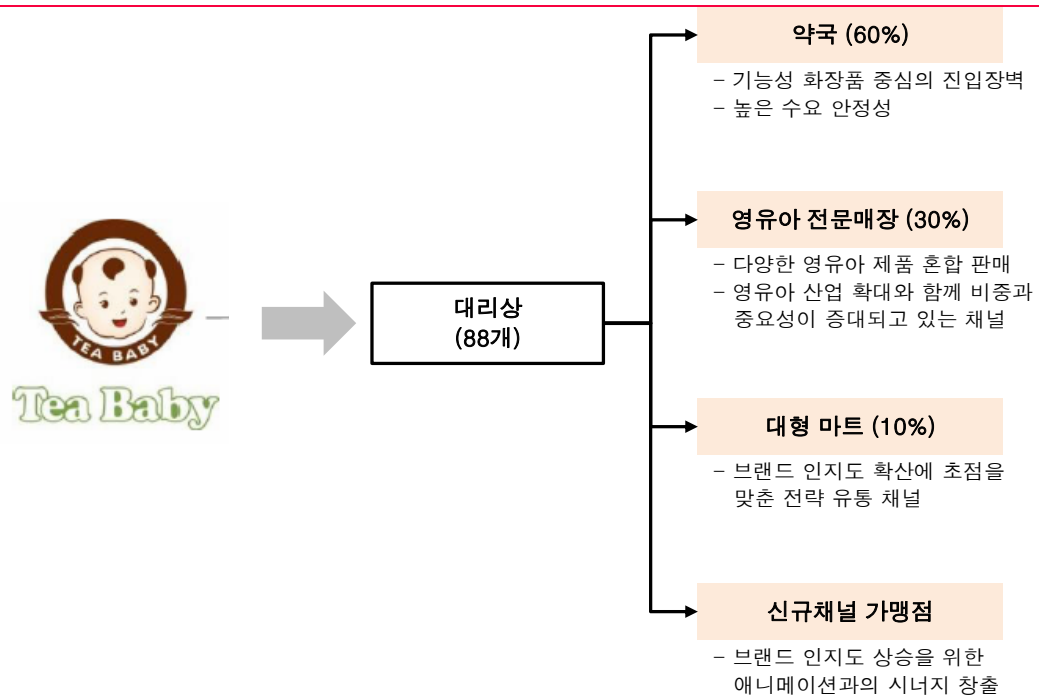 약국 (60%)
- 기능성 화장품 중심의 진입장벽
- 높은 수요 안정성
영유아 전문매장 (30%)
- 다양한 영유아 제품 혼합 판매
- 영유아 산업 확대와 함께 비중과
중요성이 증대되고 있는 채널
TEA BABY
Tea Baby
대리상
(88개)
대형 마트 (10%)
- 브랜드 인지도 확산에 초점을
맞춘 전략 유통 채널
신규채널 가맹점
- 브랜드 인지도 상승을 위한
애니메이션과의 시너지 창출